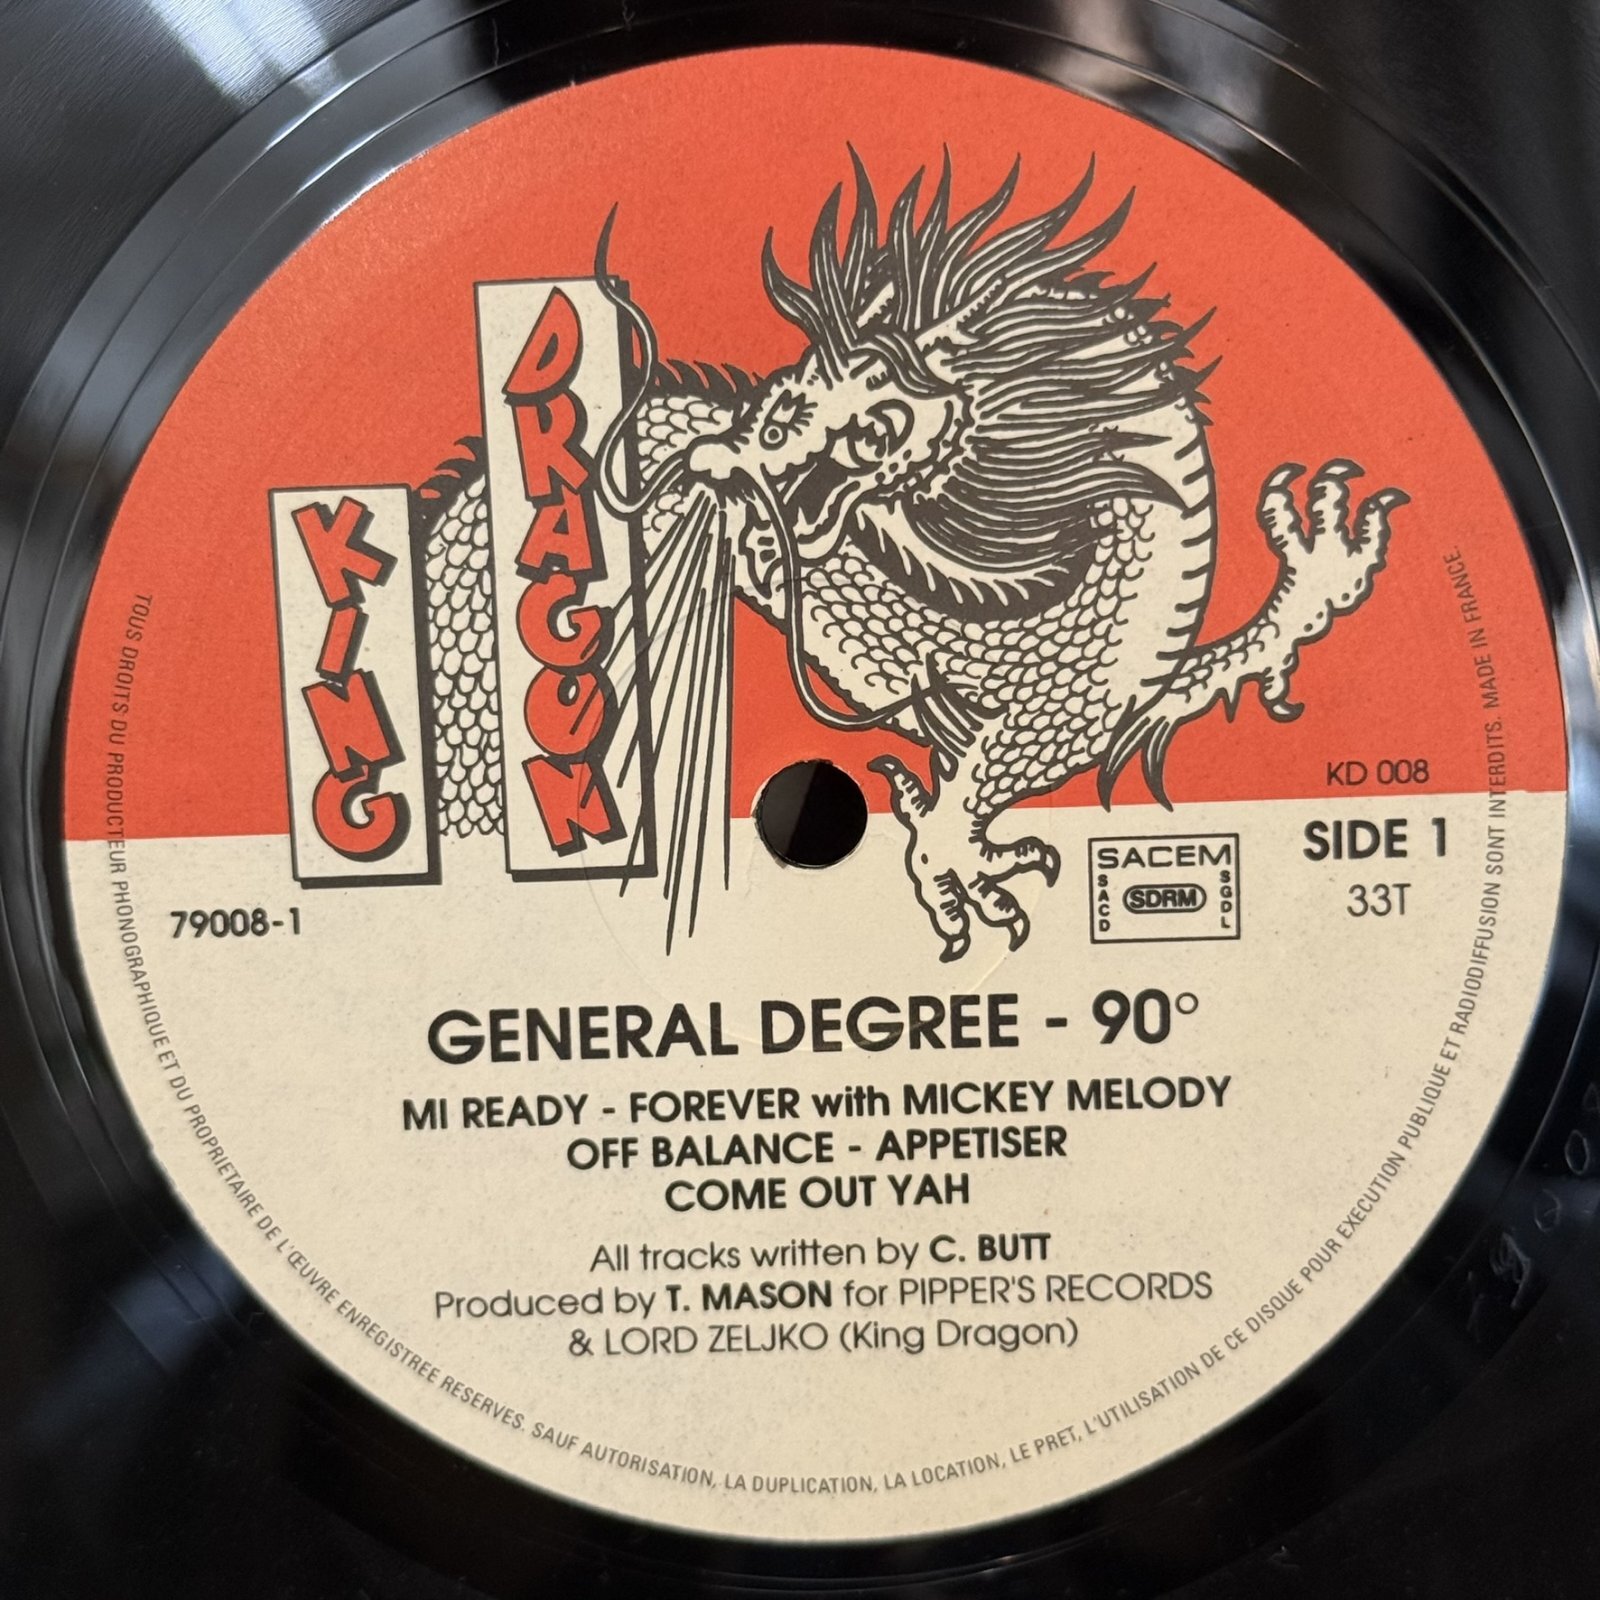 KING
DRAGON
KD 008
SIDE 1
33T
SACEM
SACD
SDRM
SGDL
79008-1
GENERAL DEGREE - 90°
MI READY - FOREVER with MICKEY MELODY
OFF BALANCE - APPETISER
COME OUT YAH
All tracks written by C. BUTT
Produced by T. MASON for PIPPER'S RECORDS
& LORD ZELJKO (King Dragon)
TOUS DROITS DU PRODUCTEUR PHONOGRAPHIQUE ET DU PROPRIETAIRE DE L'ŒUVRE ENREGISTREE RESERVES. SAUF AUTORISATION, LA DUPLICATION, LA LOCATION, LE PRET, L'UTILISATION DE CE DISQUE POUR EXECUTION PUBLIQUE ET RADIODIFFUSION SONT INTERDITS. MADE IN FRANCE.